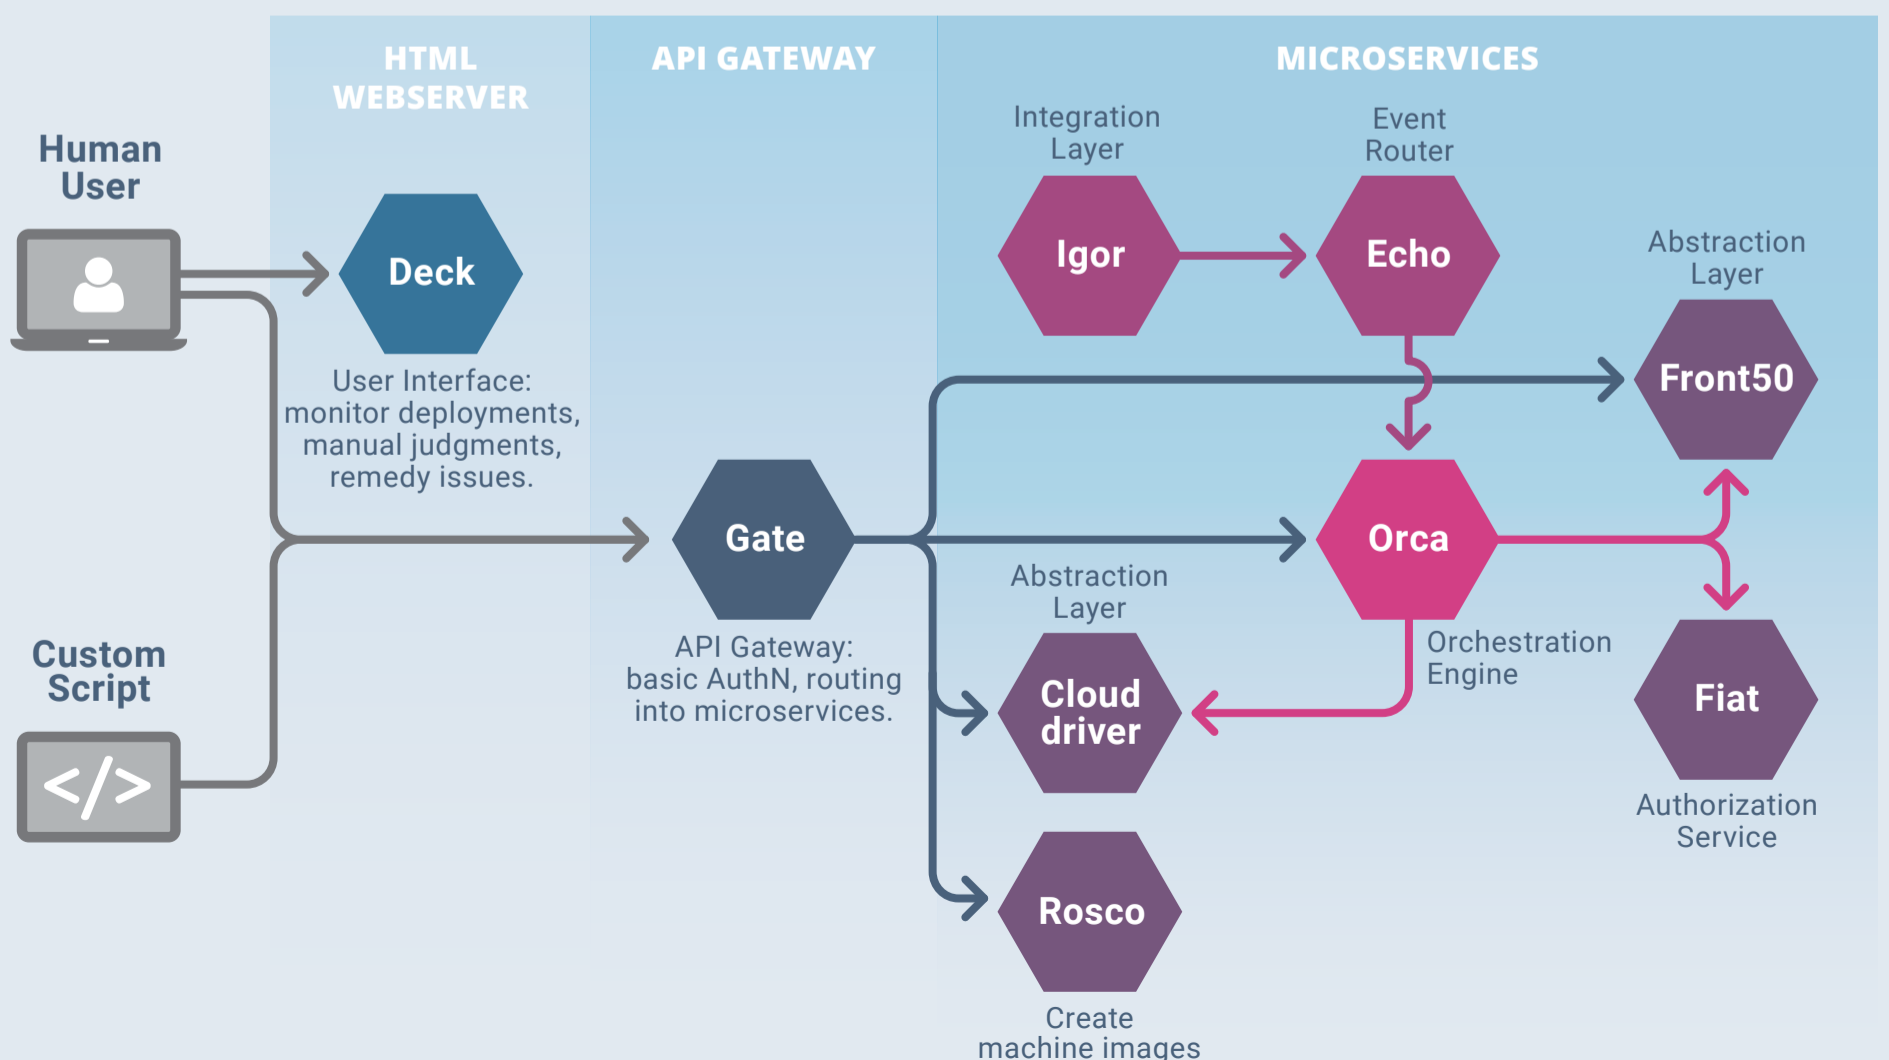 HTML
WEBSERVER
API GATEWAY
MICROSERVICES
Human
User
Deck
User Interface:
monitor deployments,
manual judgments,
remedy issues.
Custom
Script
</>
Gate
API Gateway:
basic AuthN, routing
into microservices.
Integration
Layer
Igor
Event
Router
Echo
Abstraction
Layer
Front50
Orca
Orchestration
Engine
Abstraction
Layer
Cloud
driver
Fiat
Authorization
Service
Rosco
Create
machine images